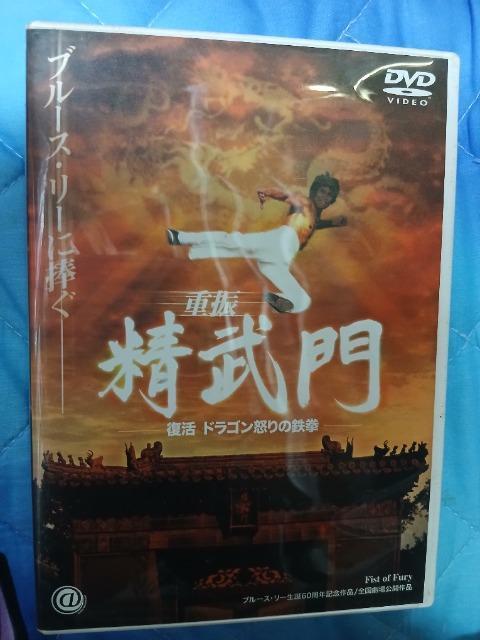 ブルース・リーに捧ぐ
DVD
VIDEO
重振
精武門
復活 ドラゴン怒りの鉄拳
Fist of Fury
ブルース・リー生誕60周年記念作品/全国劇場公開作品
@